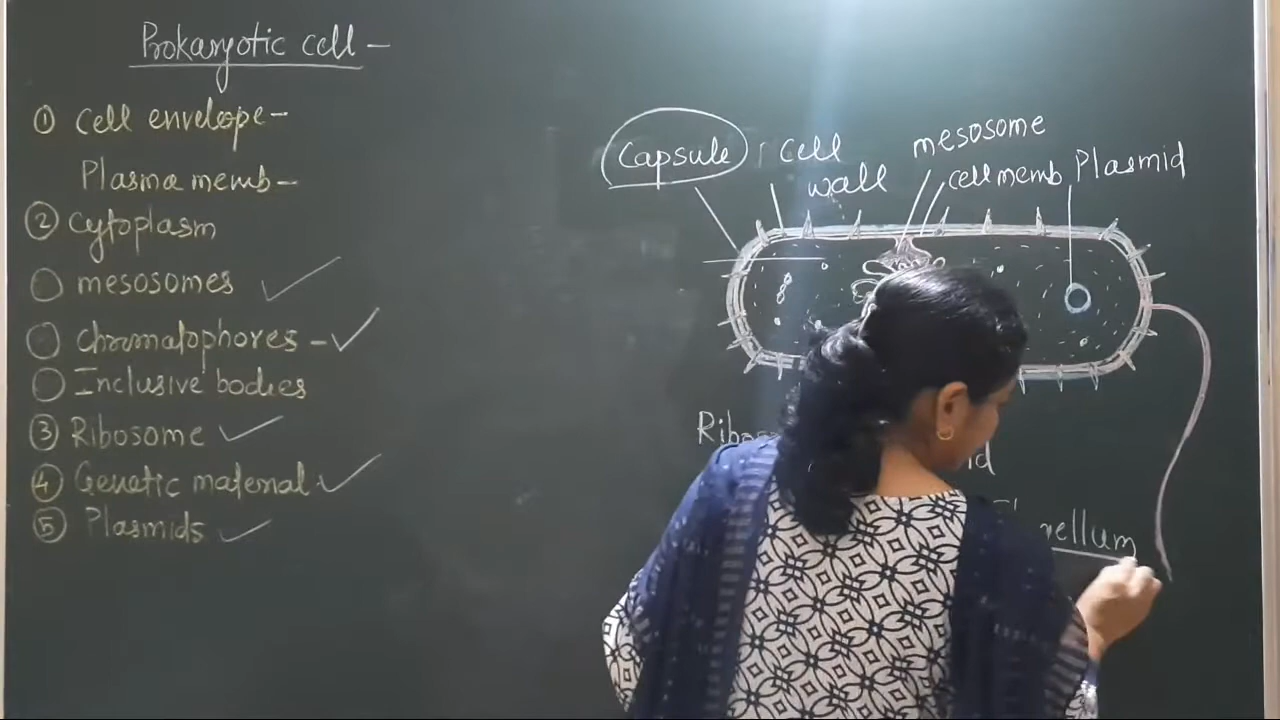 Prokaryotic cell -
① Cell envelope -
Plasma memb -
② Cytoplasm
mesosomes
Chromatophores -
Inclusive bodies
③ Ribosome
④ Genetic material
⑤ Plasmids
Capsule
cell
wall
mesosome
cell memb
Plasmid